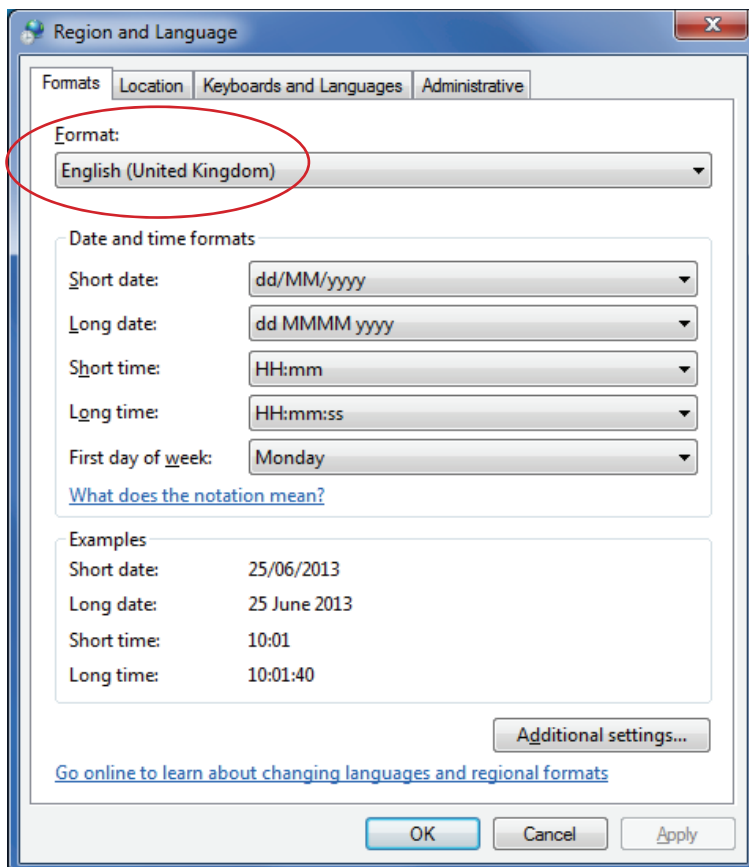 Region and Language
Formats Location Keyboards and Languages Administrative
Format:
English (United Kingdom)
Date and time formats
Short date: dd/MM/yyyy
Long date: dd MMMM yyyy
Short time: HH:mm
Long time: HH:mm:ss
First day of week: Monday
What does the notation mean?
Examples
Short date: 25/06/2013
Long date: 25 June 2013
Short time: 10:01
Long time: 10:01:40
Additional settings...
Go online to learn about changing languages and regional formats
OK Cancel Apply